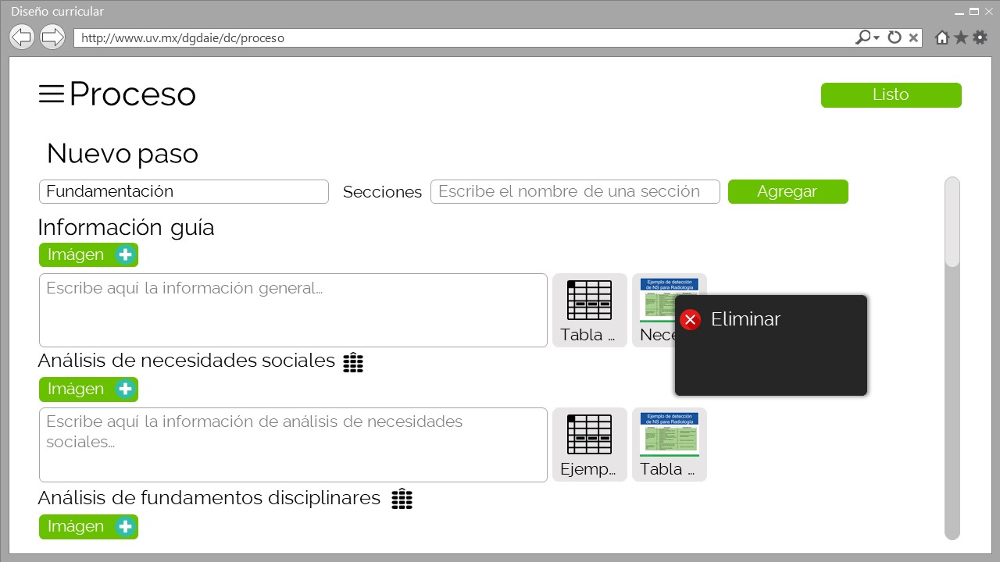 Diseño curricular
http://www.uv.mx/dgdaie/dc/proceso
Proceso
Listo
Nuevo paso
Fundamentación
Secciones
Escribe el nombre de una sección
Agregar
Información guía
Imágen
Escribe aquí la información general…
Tabla ...
Ejemplo de detección
de NS para Radiología
Nece
Eliminar
Análisis de necesidades sociales
Imágen
Escribe aquí la información de análisis de necesidades
sociales…
Ejemp...
Ejemplo de detección
de NS para Radiología
Tabla ...
Análisis de fundamentos disciplinares
Imágen